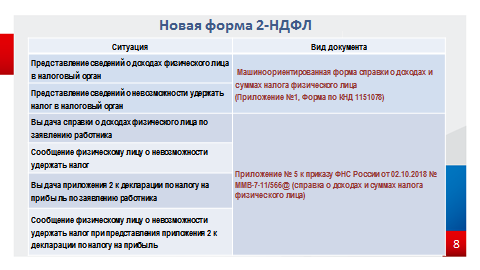 Новая форма 2-НДФЛ
Ситуация
Вид документа
Представление сведений о доходах физического лица
в налоговый орган
Машиноориентированная форма справки о доходах и
суммах налога физического лица
(Приложение №1, Форма по КНД 1151078)
Представление сведений о невозможности удержать
налог в налоговый орган
Выдача справки о доходах физического лица по
заявлению работника
Приложение № 5 к приказу ФНС России от 02.10.2018 №
ММВ-7-11/566@ (справка о доходах и суммах налога
физического лица)
Сообщение физическому лицу о невозможности
удержать налог
Выдача приложения 2 к декларации по налогу на
прибыль по заявлению работника
Сообщение физическому лицу о невозможности
удержать налог при представления приложения 2 к
декларации по налогу на прибыль
8